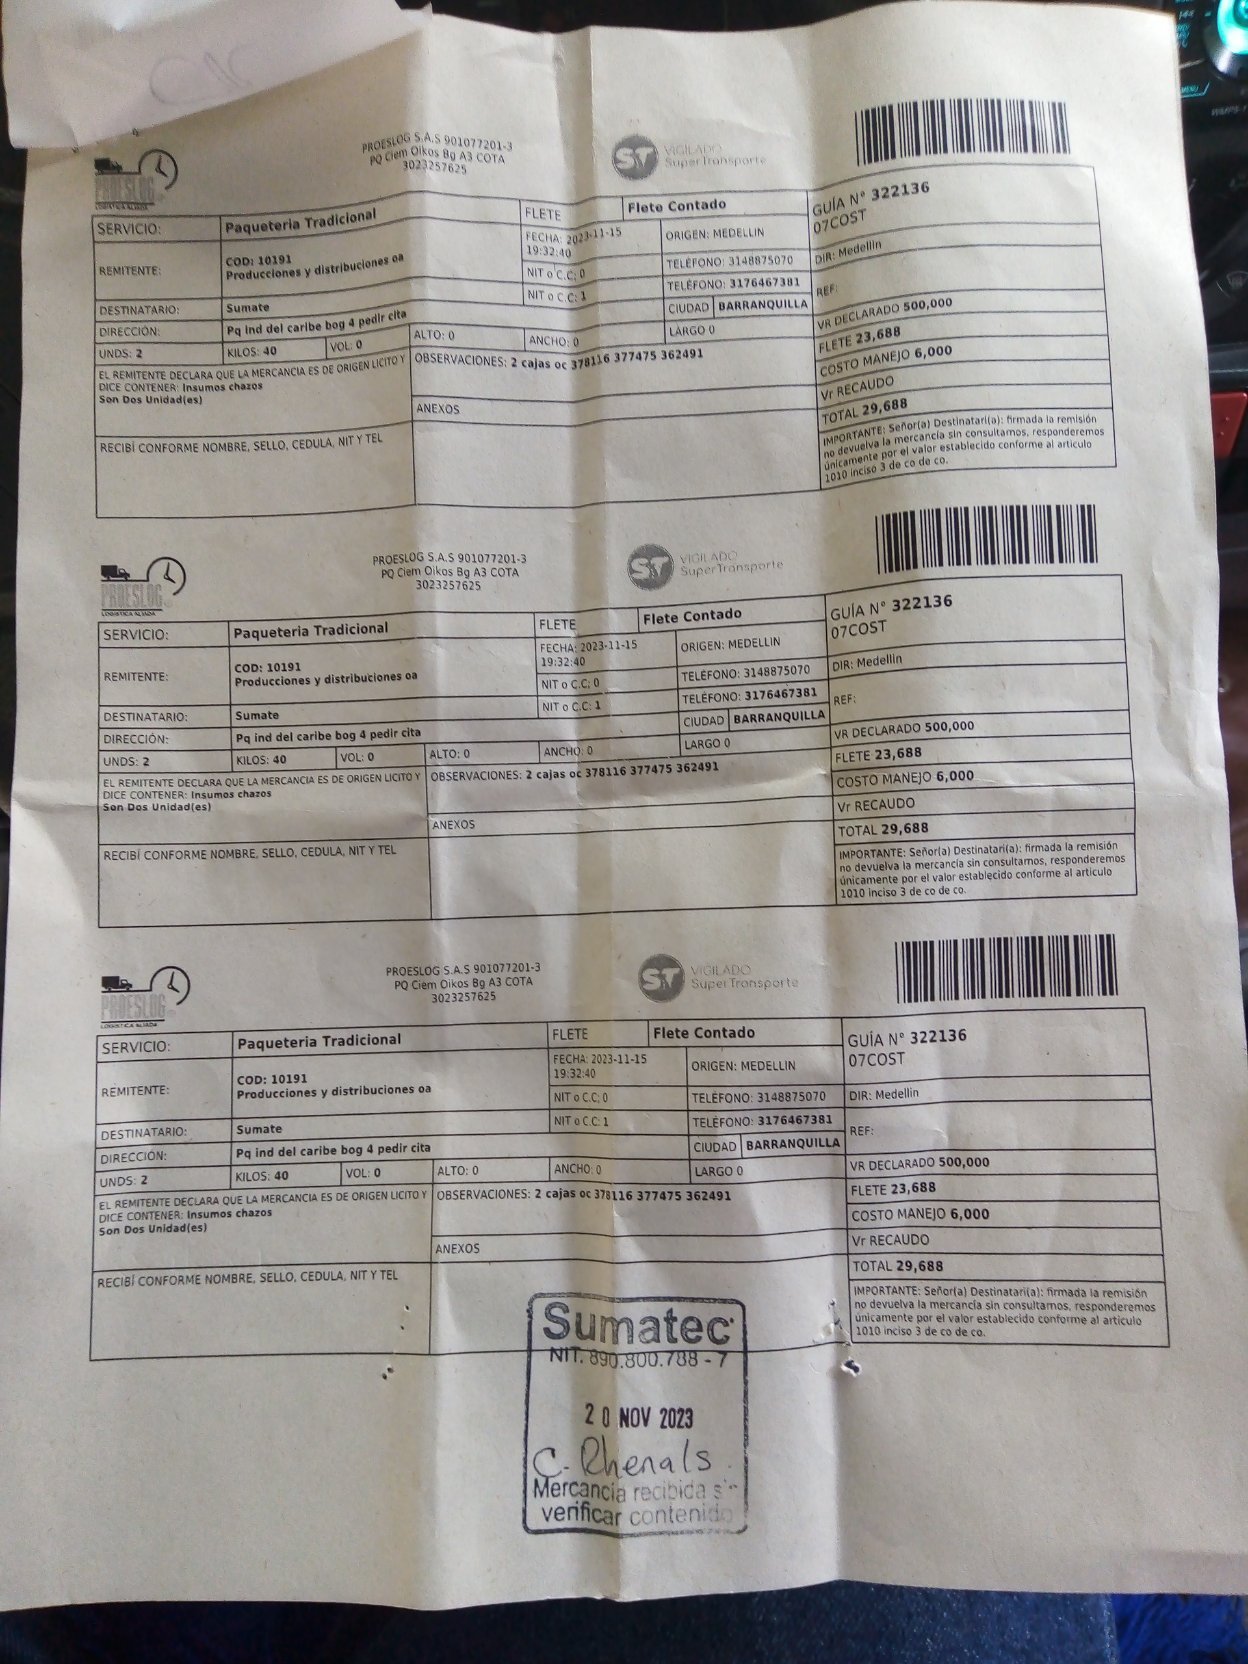 PROESLOG S.A.S 901077201-3
PQ Ciem Oikos Bg A3 COTA
3023257625
PROESLOG
LOGISTICA ALIADA
ST VIGILADO
SuperTransporte
SERVICIO: Paqueteria Tradicional FLETE Flete Contado
GUÍA N° 322136
07COST
REMITENTE: COD: 10191
Producciones y distribuciones oa
FECHA: 2023-11-15
19:32:40
ORIGEN: MEDELLIN
DIR: Medellin
NIT o C.C: 0 TELÉFONO: 3148875070
DESTINATARIO: Sumate NIT o C.C: 1 TELÉFONO: 3176467381
REF:
DIRECCIÓN: Pq ind del caribe bog 4 pedir cita CIUDAD BARRANQUILLA
UNDS: 2 KILOS: 40 VOL: 0 ALTO: 0 ANCHO: 0 LARGO 0
VR DECLARADO 500,000
FLETE 23,688
COSTO MANEJO 6,000
Vr RECAUDO
TOTAL 29,688
EL REMITENTE DECLARA QUE LA MERCANCIA ES DE ORIGEN LICITO Y
DICE CONTENER: Insumos chazos
Son Dos Unidad(es)
OBSERVACIONES: 2 cajas oc 378116 377475 362491
ANEXOS
RECIBÍ CONFORME NOMBRE, SELLO, CEDULA, NIT Y TEL
IMPORTANTE: Señor(a) Destinatari(a): firmada la remisión
no devuelva la mercancía sin consultarnos, responderemos
únicamente por el valor establecido conforme al articulo
1010 inciso 3 de co de co.
PROESLOG S.A.S 901077201-3
PQ Ciem Oikos Bg A3 COTA
3023257625
PROESLOG
LOGISTICA ALIADA
ST VIGILADO
SuperTransporte
SERVICIO: Paqueteria Tradicional FLETE Flete Contado
GUÍA N° 322136
07COST
REMITENTE: COD: 10191
Producciones y distribuciones oa
FECHA: 2023-11-15
19:32:40
ORIGEN: MEDELLIN
DIR: Medellin
NIT o C.C: 0 TELÉFONO: 3148875070
DESTINATARIO: Sumate NIT o C.C: 1 TELÉFONO: 3176467381
REF:
DIRECCIÓN: Pq ind del caribe bog 4 pedir cita CIUDAD BARRANQUILLA
UNDS: 2 KILOS: 40 VOL: 0 ALTO: 0 ANCHO: 0 LARGO 0
VR DECLARADO 500,000
FLETE 23,688
COSTO MANEJO 6,000
Vr RECAUDO
TOTAL 29,688
EL REMITENTE DECLARA QUE LA MERCANCIA ES DE ORIGEN LICITO Y
DICE CONTENER: Insumos chazos
Son Dos Unidad(es)
OBSERVACIONES: 2 cajas oc 378116 377475 362491
ANEXOS
RECIBÍ CONFORME NOMBRE, SELLO, CEDULA, NIT Y TEL
IMPORTANTE: Señor(a) Destinatari(a): firmada la remisión
no devuelva la mercancía sin consultarnos, responderemos
únicamente por el valor establecido conforme al articulo
1010 inciso 3 de co de co.
PROESLOG S.A.S 901077201-3
PQ Ciem Oikos Bg A3 COTA
3023257625
PROESLOG
LOGISTICA ALIADA
ST VIGILADO
SuperTransporte
SERVICIO: Paqueteria Tradicional FLETE Flete Contado
GUÍA N° 322136
07COST
REMITENTE: COD: 10191
Producciones y distribuciones oa
FECHA: 2023-11-15
19:32:40
ORIGEN: MEDELLIN
DIR: Medellin
NIT o C.C: 0 TELÉFONO: 3148875070
DESTINATARIO: Sumate NIT o C.C: 1 TELÉFONO: 3176467381
REF:
DIRECCIÓN: Pq ind del caribe bog 4 pedir cita CIUDAD BARRANQUILLA
UNDS: 2 KILOS: 40 VOL: 0 ALTO: 0 ANCHO: 0 LARGO 0
VR DECLARADO 500,000
FLETE 23,688
COSTO MANEJO 6,000
Vr RECAUDO
TOTAL 29,688
EL REMITENTE DECLARA QUE LA MERCANCIA ES DE ORIGEN LICITO Y
DICE CONTENER: Insumos chazos
Son Dos Unidad(es)
OBSERVACIONES: 2 cajas oc 378116 377475 362491
ANEXOS
RECIBÍ CONFORME NOMBRE, SELLO, CEDULA, NIT Y TEL
IMPORTANTE: Señor(a) Destinatari(a): firmada la remisión
no devuelva la mercancía sin consultarnos, responderemos
únicamente por el valor establecido conforme al articulo
1010 inciso 3 de co de co.
Sumatec
NIT. 890.800.788 - 7
20 NOV 2023
C. Rhenals
Mercancía recibida sin
verificar contenido